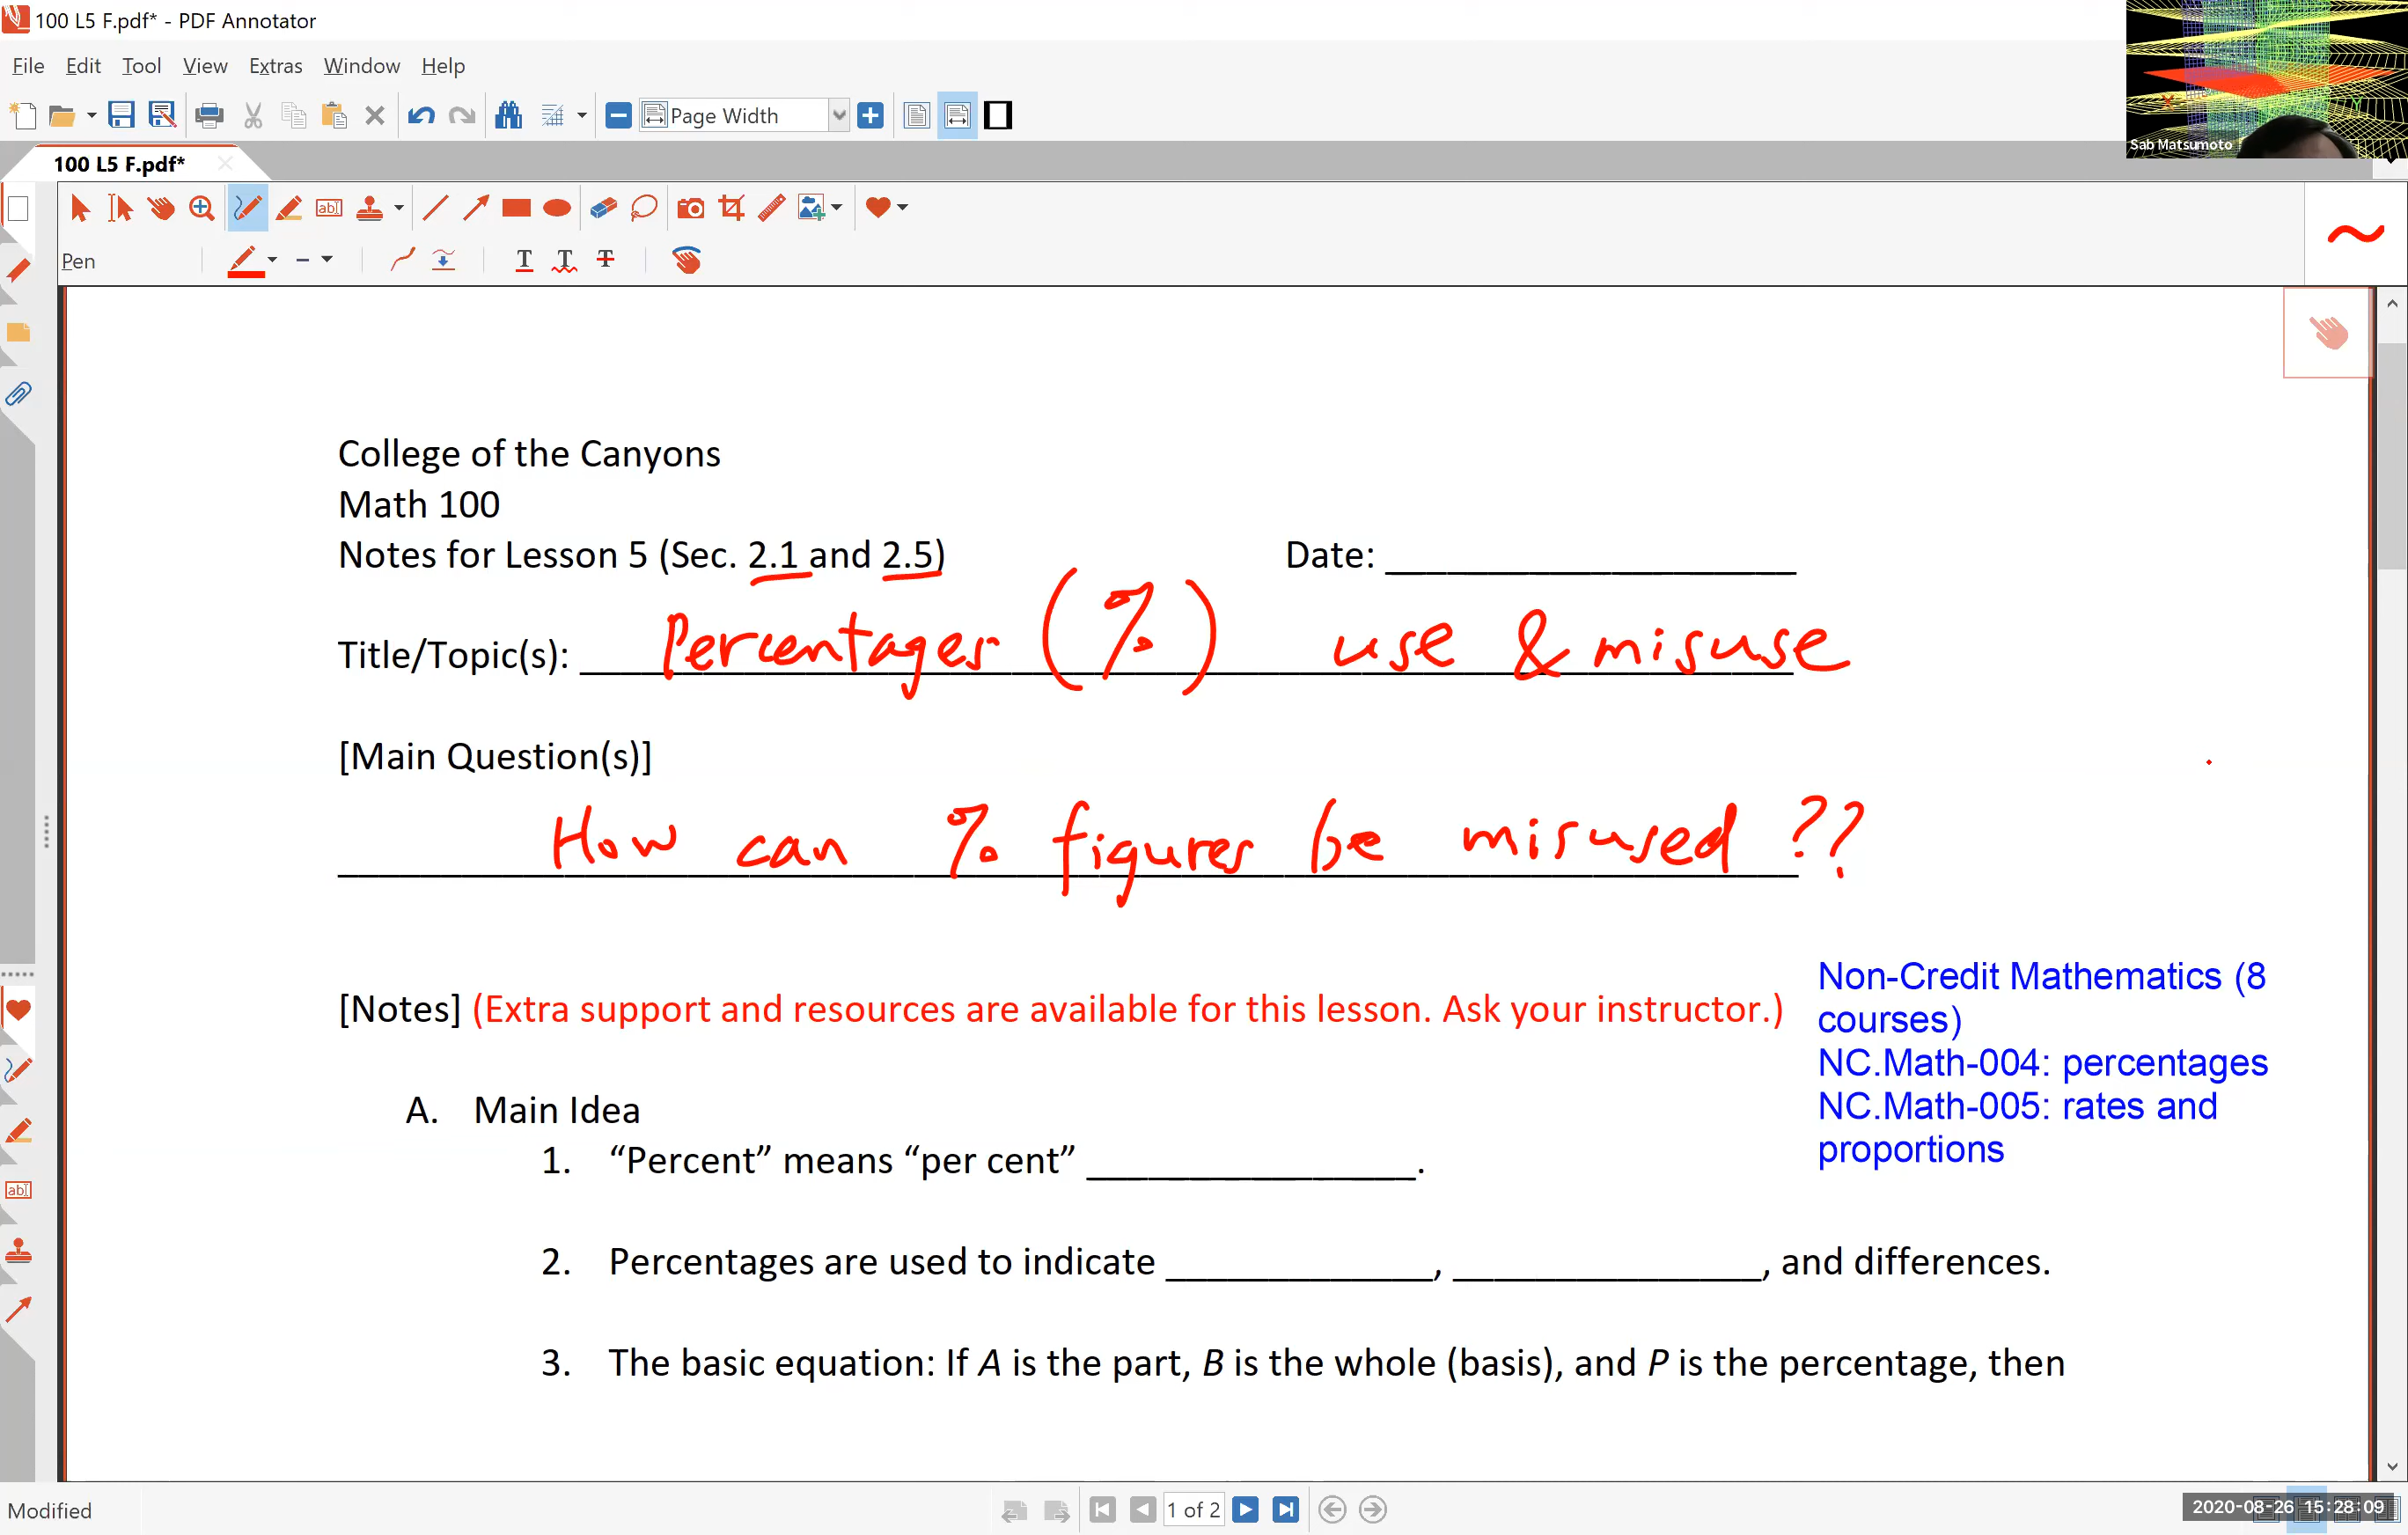 100 L5 F.pdf* - PDF Annotator
File Edit Tool View Extras Window Help
Page Width
Sab Matsumoto
100 L5 F.pdf*
Pen
College of the Canyons
Math 100
Notes for Lesson 5 (Sec. 2.1 and 2.5) Date: ____________________
Title/Topic(s): Percentages (%) use & misuse
[Main Question(s)]
How can % figures be misused ??
[Notes] (Extra support and resources are available for this lesson. Ask your instructor.)
Non-Credit Mathematics (8
courses)
NC.Math-004: percentages
NC.Math-005: rates and
proportions
A. Main Idea
1. “Percent” means “per cent” ________________.
2. Percentages are used to indicate _____________, _______________, and differences.
3. The basic equation: If A is the part, B is the whole (basis), and P is the percentage, then
Modified
1 of 2
2020-08-26 15:28:09